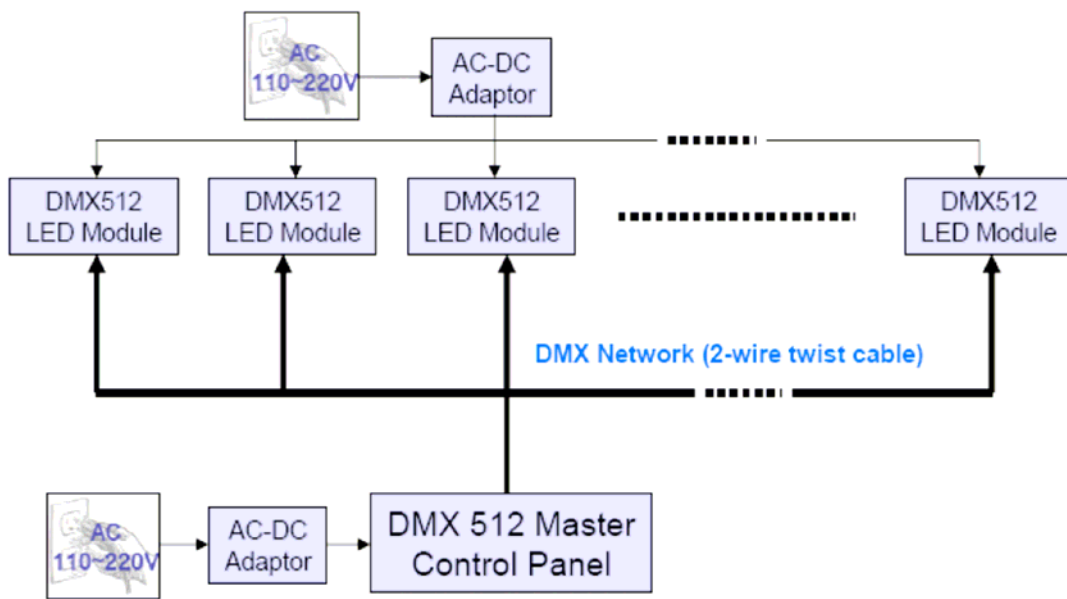 AC
110~220V
AC-DC
Adaptor
DMX512
LED Module
DMX512
LED Module
DMX512
LED Module
DMX512
LED Module
DMX Network (2-wire twist cable)
AC
110~220V
AC-DC
Adaptor
DMX 512 Master
Control Panel